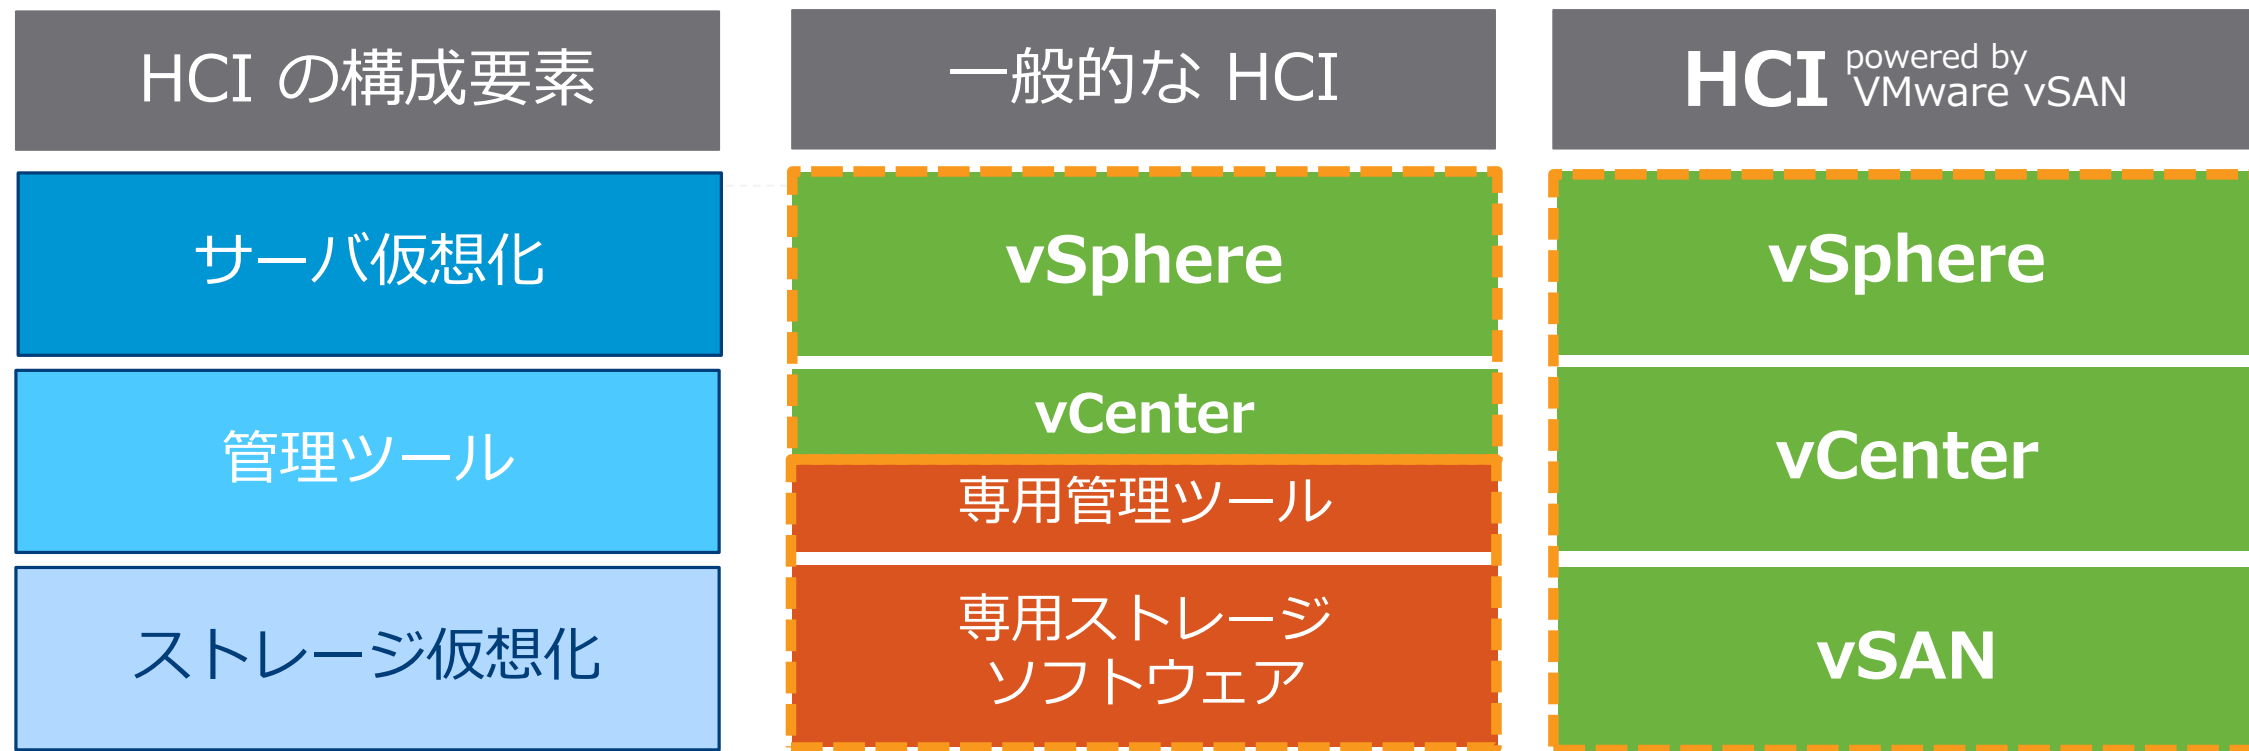 HCI の構成要素
一般的な HCI
HCI powered by
VMware vSAN
サーバ仮想化
vSphere
vSphere
管理ツール
vCenter
専用管理ツール
vCenter
ストレージ仮想化
専用ストレージ
ソフトウェア
vSAN